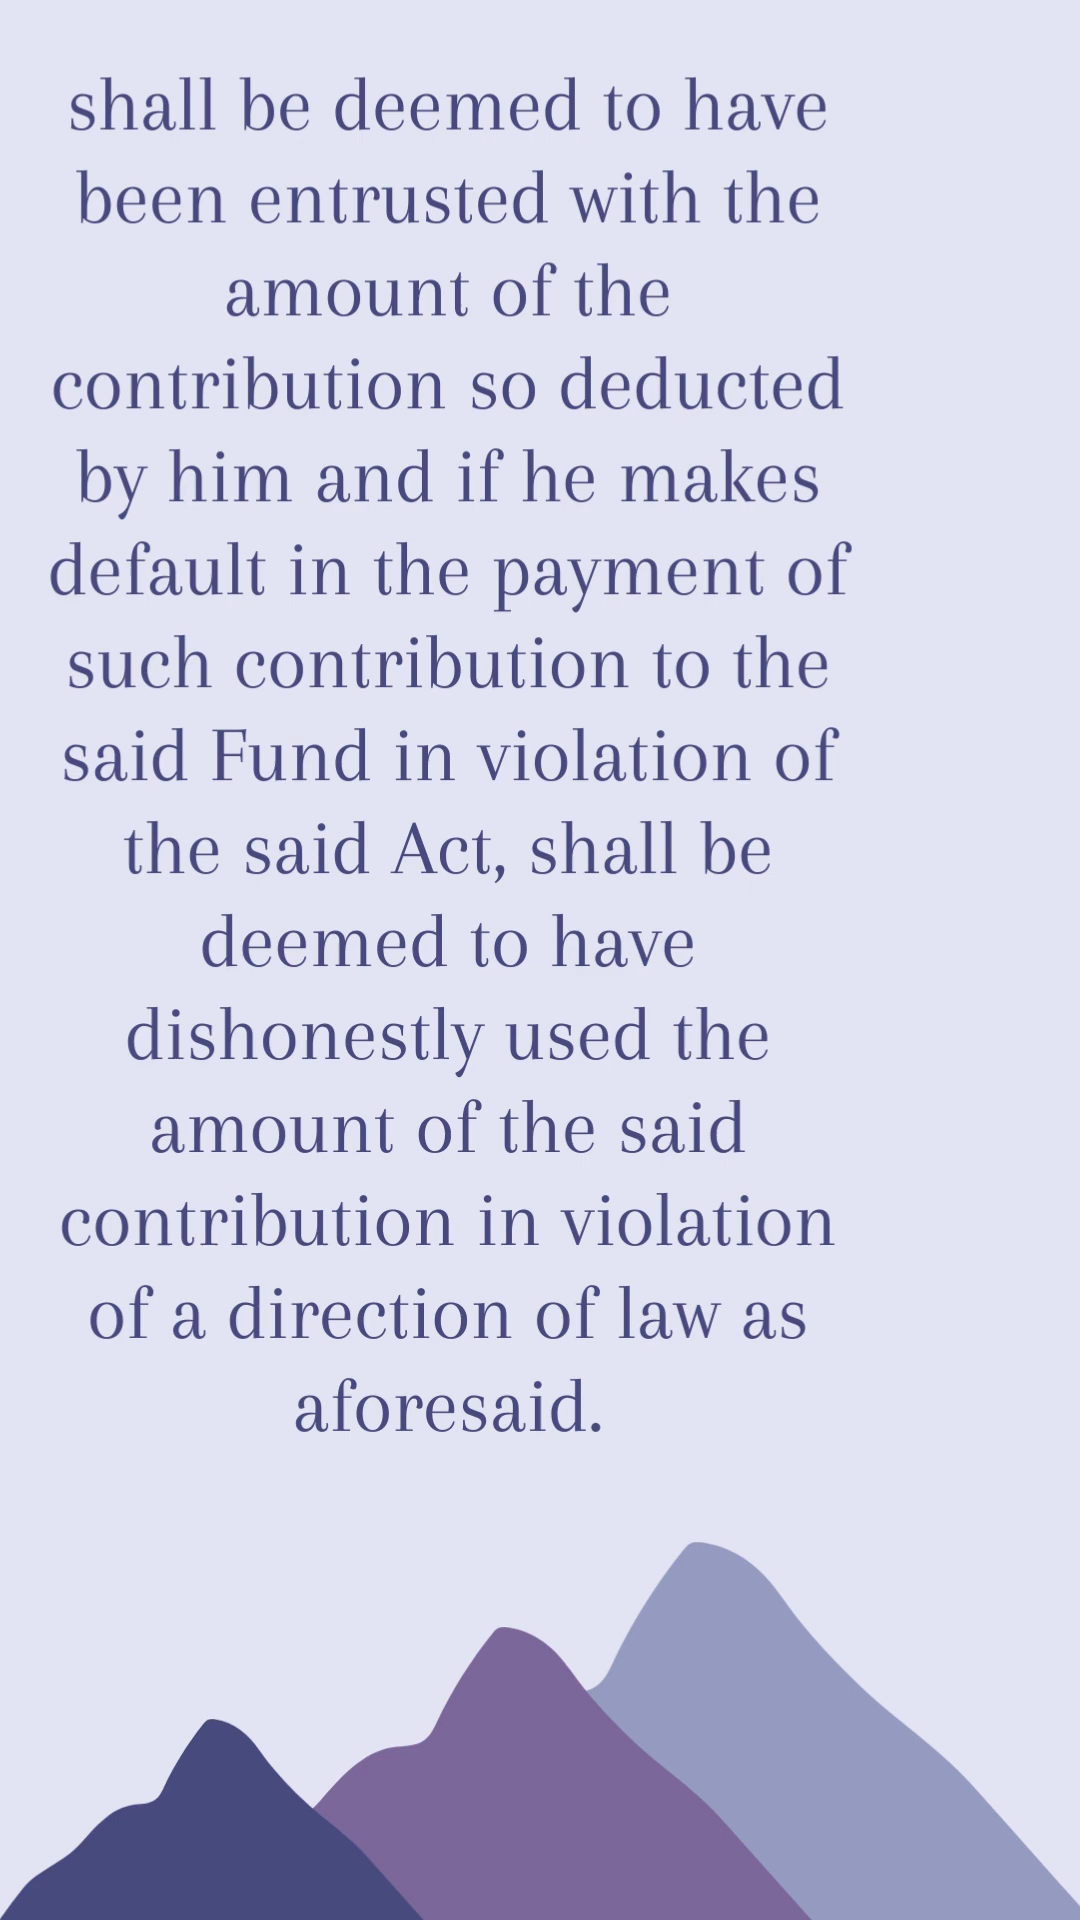 shall be deemed to have
been entrusted with the
amount of the
contribution so deducted
by him and if he makes
default in the payment of
such contribution to the
said Fund in violation of
the said Act, shall be
deemed to have
dishonestly used the
amount of the said
contribution in violation
of a direction of law as
aforesaid.